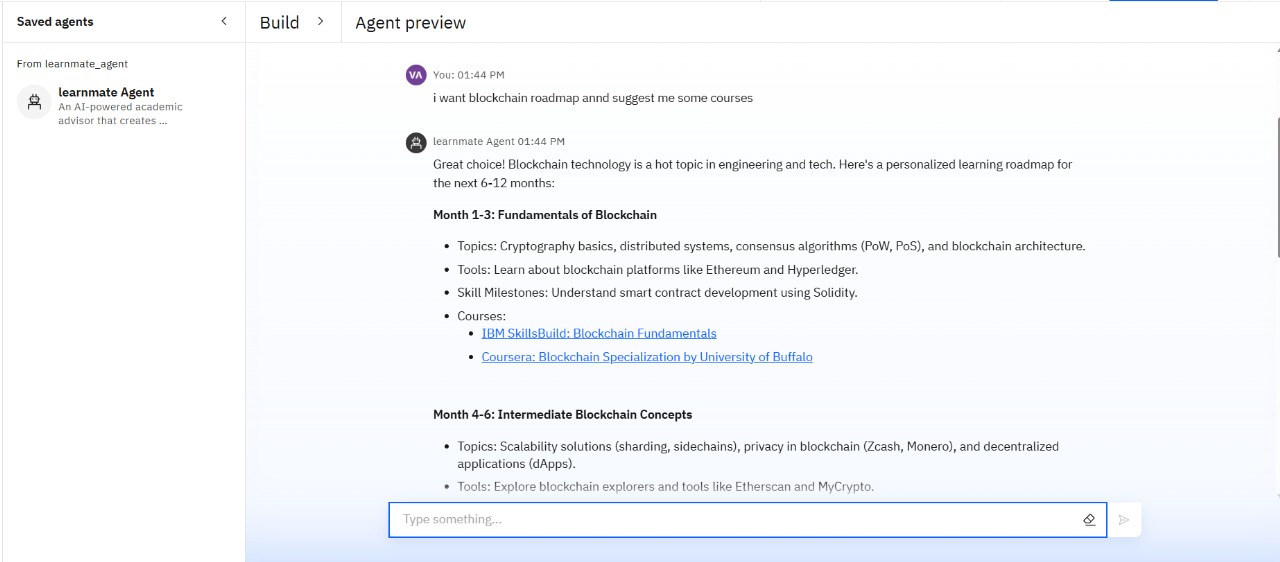 Saved agents
Build
Agent preview
From learnmate_agent
learnmate Agent
An AI-powered academic
advisor that creates ...
VA
You: 01:44 PM
i want blockchain roadmap annd suggest me some courses
learnmate Agent 01:44 PM
Great choice! Blockchain technology is a hot topic in engineering and tech. Here's a personalized learning roadmap for
the next 6-12 months:
Month 1-3: Fundamentals of Blockchain
• Topics: Cryptography basics, distributed systems, consensus algorithms (PoW, PoS), and blockchain architecture.
• Tools: Learn about blockchain platforms like Ethereum and Hyperledger.
• Skill Milestones: Understand smart contract development using Solidity.
• Courses:
• IBM SkillsBuild: Blockchain Fundamentals
• Coursera: Blockchain Specialization by University of Buffalo
Month 4-6: Intermediate Blockchain Concepts
• Topics: Scalability solutions (sharding, sidechains), privacy in blockchain (Zcash, Monero), and decentralized
applications (dApps).
• Tools: Explore blockchain explorers and tools like Etherscan and MyCrypto.
Type something...